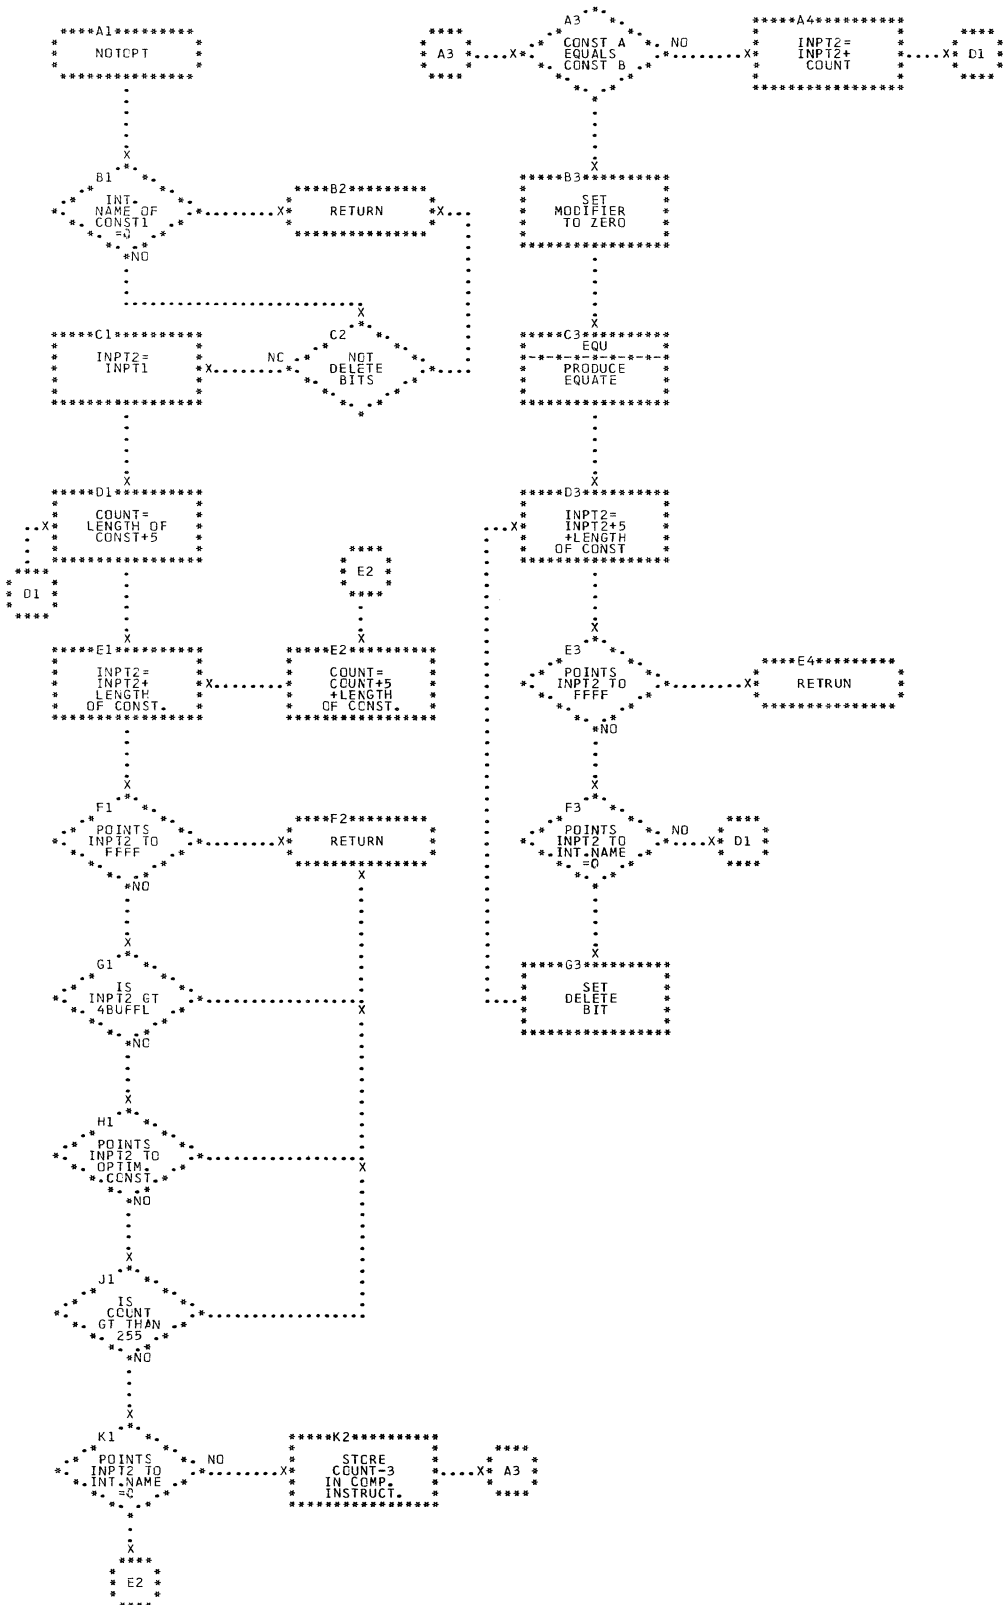 A1
NOTOPT
B1
INT.
NAME OF
CONST1
=0
NO
B2
RETURN
C1
INPT2=
INPT1
NO
C2
NOT
DELETE
BITS
D1
COUNT=
LENGTH OF
CONST+5
D1
E2
E1
INPT2=
INPT2+
LENGTH
OF CONST.
E2
COUNT=
COUNT+5
+LENGTH
OF CONST.
F1
POINTS
INPT2 TO
FFFF
NO
F2
RETURN
G1
IS
INPT2 GT
4BUFFL
NO
H1
POINTS
INPT2 TO
OPTIM.
CONST.
NO
J1
IS
COUNT
GT THAN
255
NO
K1
POINTS
INPT2 TO
INT.NAME
=0
NO
K2
STORE
COUNT-3
IN COMP.
INSTRUCT.
A3
E2
A3
A3
CONST A
EQUALS
CONST B
NO
A4
INPT2=
INPT2+
COUNT
D1
B3
SET
MODIFIER
TO ZERO
C3
EQU
PRODUCE
EQUATE
D3
INPT2=
INPT2+5
+LENGTH
OF CONST
E3
POINTS
INPT2 TO
FFFF
NO
E4
RETRUN
F3
POINTS
INPT2 TO
INT.NAME
=0
NO
D1
G3
SET
DELETE
BIT